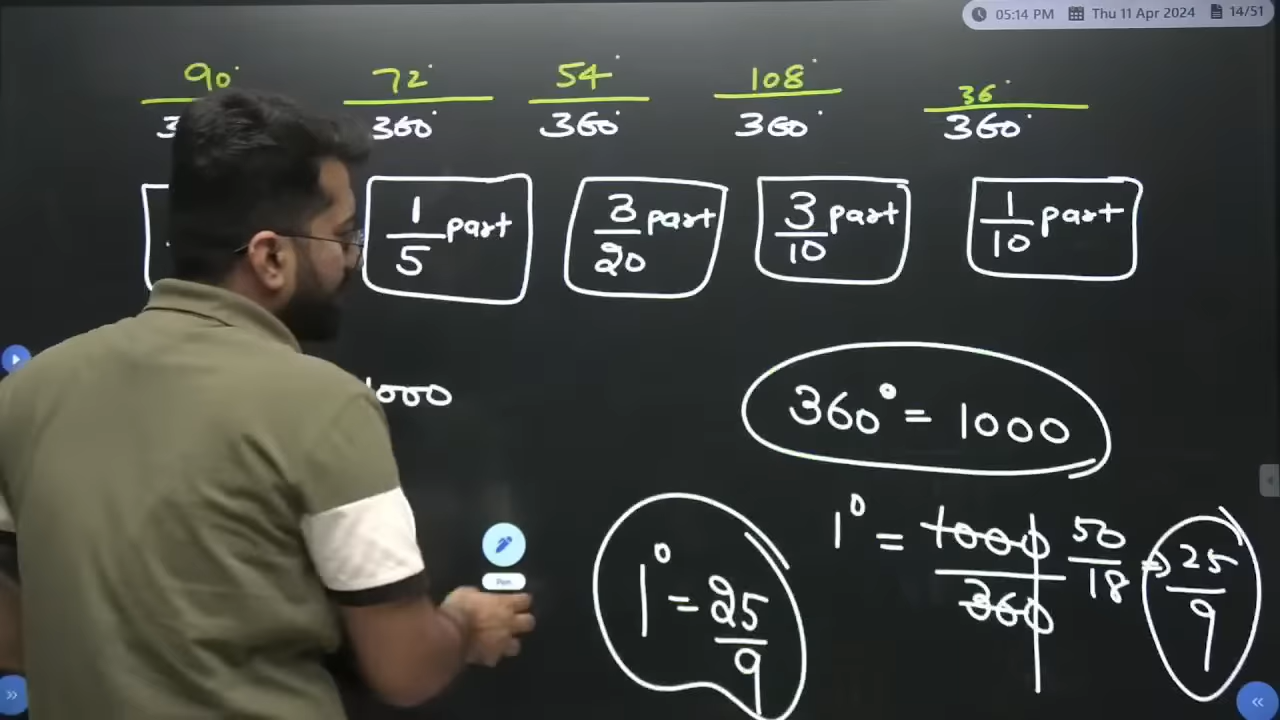 05:14 PM Thu 11 Apr 2024 14/51
90° 72° 54° 108° 36°
360° 360° 360° 360°
1/5 part 3/20 part 3/10 part 1/10 part
1000
360° = 1000
1° = 1000/360 50/18 => 25/9
1° = 25/9
Pen